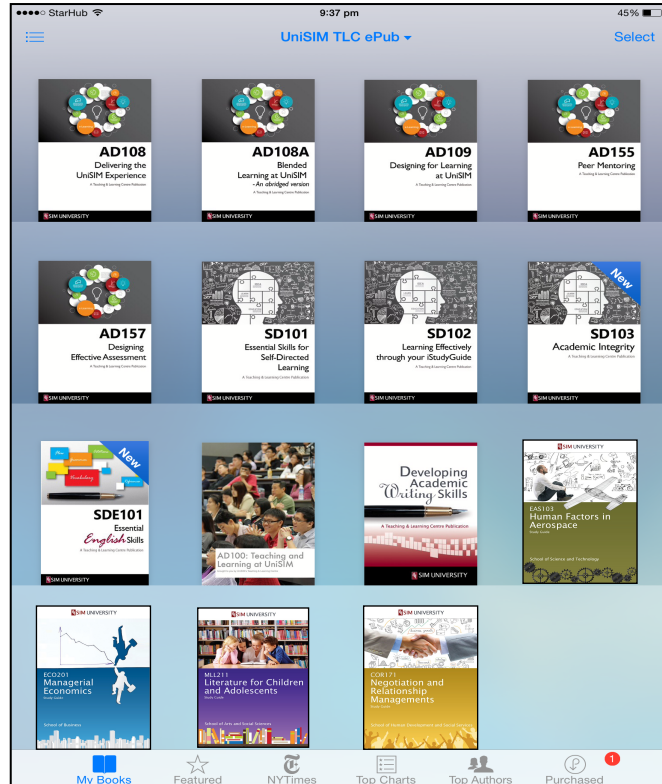 StarHub
9:37 pm
45%
UniSIM TLC ePub
Select
AD108
Delivering the
UniSIM Experience
A Teaching & Learning Centre Publication
SIM UNIVERSITY
AD108A
Blended
Learning at UniSIM
- An abridged version
A Teaching & Learning Centre Publication
SIM UNIVERSITY
AD109
Designing for Learning
at UniSIM
A Teaching & Learning Centre Publication
SIM UNIVERSITY
AD155
Peer Mentoring
A Teaching & Learning Centre Publication
SIM UNIVERSITY
AD157
Designing
Effective Assessment
A Teaching & Learning Centre Publication
SIM UNIVERSITY
SD101
Essential Skills for
Self-Directed
Learning
A Teaching & Learning Centre Publication
SIM UNIVERSITY
SD102
Learning Effectively
through your iStudyGuide
A Teaching & Learning Centre Publication
SIM UNIVERSITY
New
SD103
Academic Integrity
A Teaching & Learning Centre Publication
SIM UNIVERSITY
New
Vocabulary
SDE101
Essential
English Skills
A Teaching & Learning Centre Publication
SIM UNIVERSITY
AD100: Teaching and
Learning at UniSIM
Developing
Academic
Writing Skills
A Teaching & Learning Centre Publication
SIM UNIVERSITY
SIM UNIVERSITY
EAS103
Human Factors in
Aerospace
Study Guide
School of Science and Technology
SIM UNIVERSITY
ECO201
Managerial
Economics
Study Guide
School of Business
SIM UNIVERSITY
MLL211
Literature for Children
and Adolescents
Study Guide
School of Arts and Social Sciences
SIM UNIVERSITY
COR171
Negotiation and
Relationship
Managements
Study Guide
School of Human Development and Social Services
My Books
Featured
NYTimes
Top Charts
Top Authors
1
Purchased